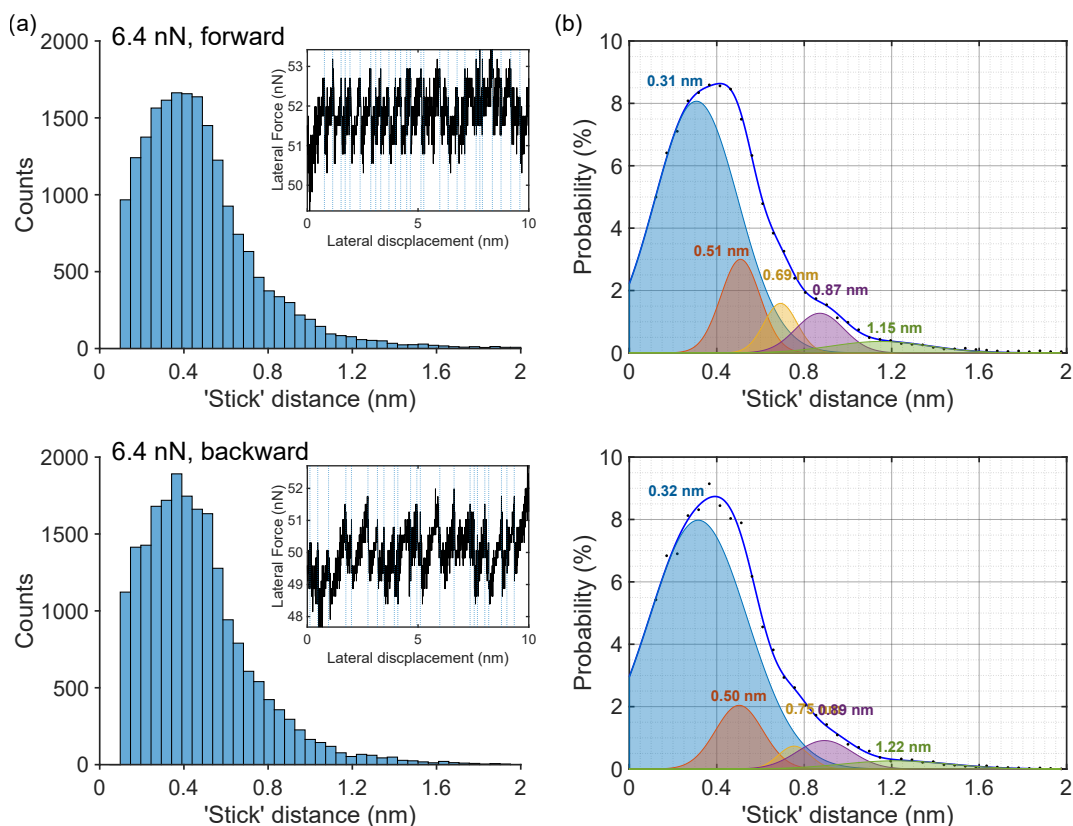 (a)
6.4 nN, forward
2000
1500
1000
500
0
Counts
0
0.4
0.8
1.2
1.6
2
'Stick' distance (nm)
53
52
51
50
Lateral Force (nN)
0
5
10
Lateral discplacement (nm)
(b)
10
8
6
4
2
0
Probability (%)
0.31 nm
0.51 nm
0.69 nm
0.87 nm
1.15 nm
0
0.4
0.8
1.2
1.6
2
'Stick' distance (nm)
6.4 nN, backward
2000
1500
1000
500
0
Counts
0
0.4
0.8
1.2
1.6
2
'Stick' distance (nm)
52
51
50
49
48
Lateral Force (nN)
0
5
10
Lateral discplacement (nm)
10
8
6
4
2
0
Probability (%)
0.32 nm
0.50 nm
0.75 nm
0.89 nm
1.22 nm
0
0.4
0.8
1.2
1.6
2
'Stick' distance (nm)